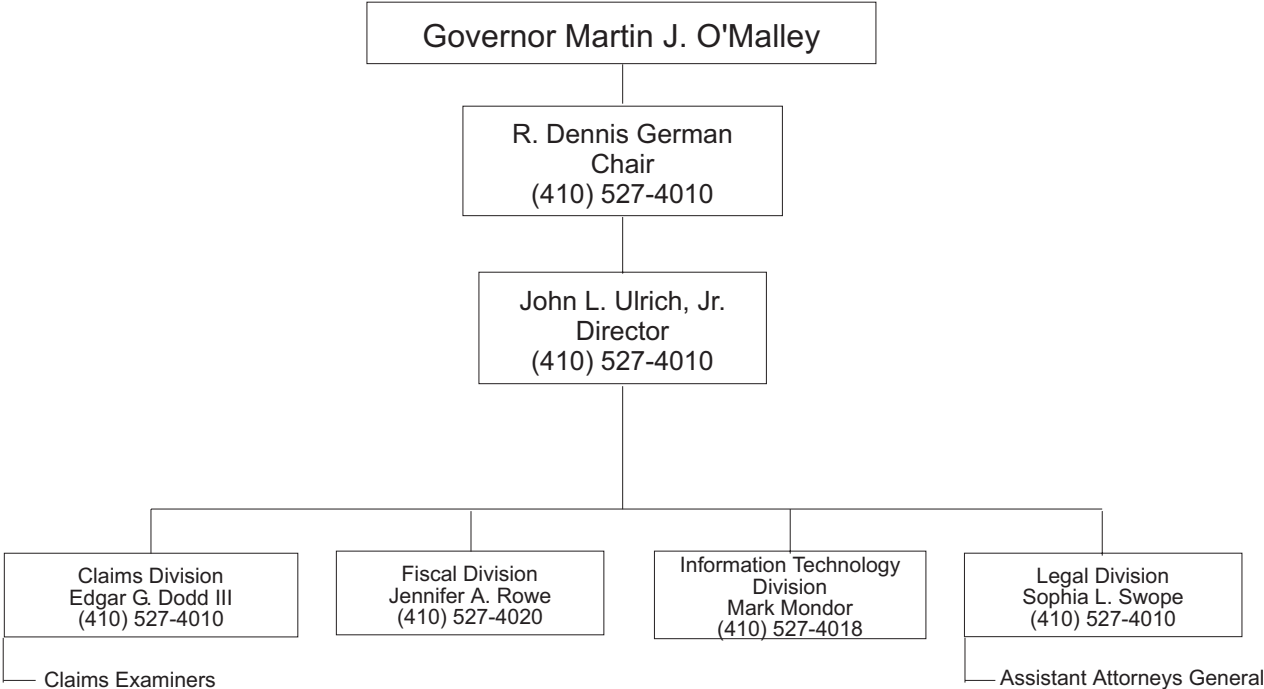 Governor Martin J. O'Malley
R. Dennis German
Chair
(410) 527-4010
John L. Ulrich, Jr.
Director
(410) 527-4010
Claims Division
Edgar G. Dodd III
(410) 527-4010
Fiscal Division
Jennifer A. Rowe
(410) 527-4020
Information Technology
Division
Mark Mondor
(410) 527-4018
Legal Division
Sophia L. Swope
(410) 527-4010
Claims Examiners
Assistant Attorneys General